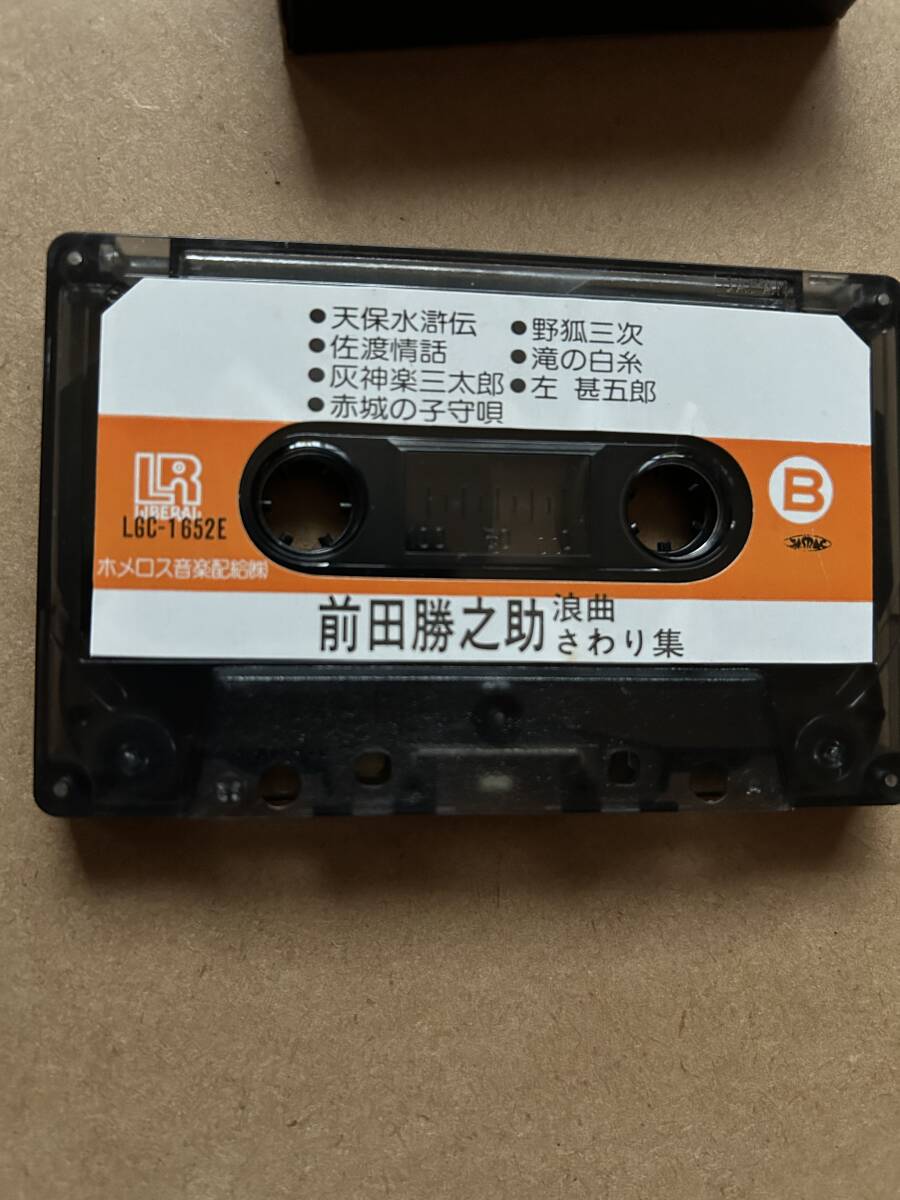 ●天保水滸伝
●佐渡情話
●灰神楽三太郎
●赤城の子守唄
●野狐三次
●滝の白糸
●左 甚五郎
LR
LIBERAL
LGC-1652E
ホメロス音楽配給㈱
B
JASRAC
前田勝之助 浪曲
さわり集